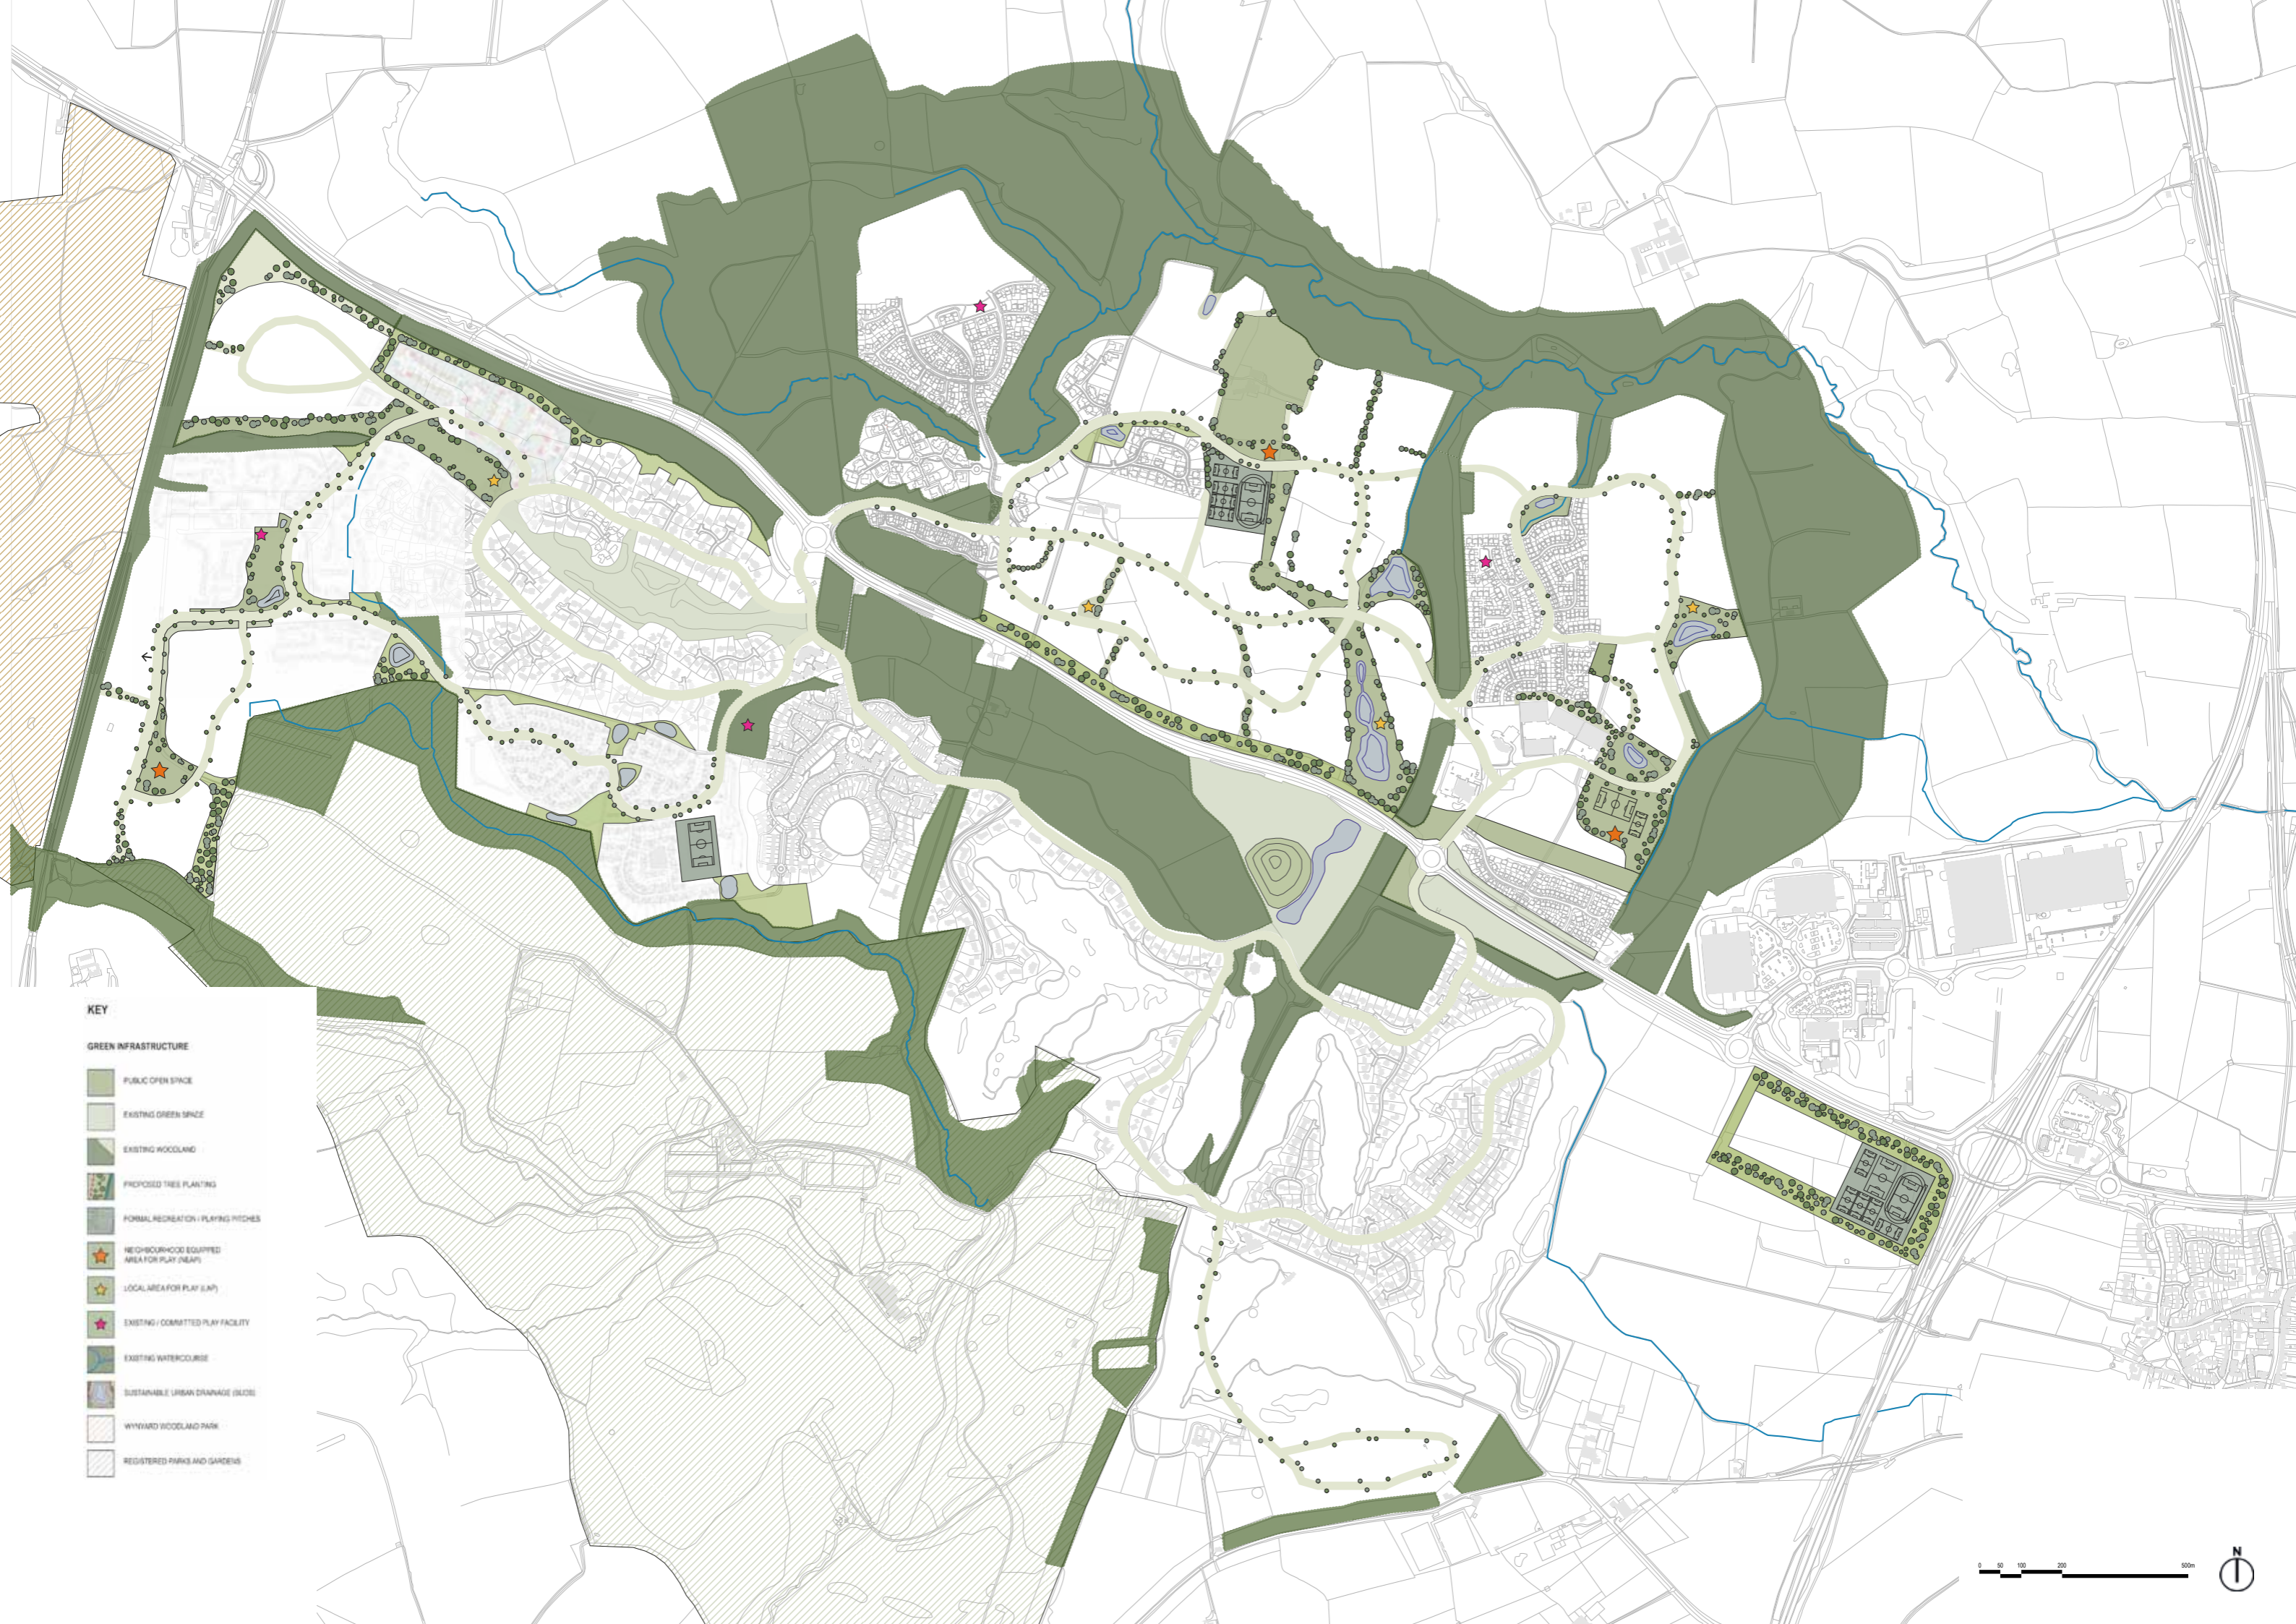 KEY
GREEN INFRASTRUCTURE
PUBLIC OPEN SPACE
EXISTING GREEN SPACE
EXISTING WOODLAND
PROPOSED TREE PLANTING
FORMAL RECREATION / PLAYING PITCHES
NEIGHBOURHOOD EQUIPPED
AREA FOR PLAY (NEAP)
LOCAL AREA FOR PLAY (LAP)
EXISTING / COMMITTED PLAY FACILITY
EXISTING WATERCOURSE
SUSTAINABLE URBAN DRAINAGE (SUDS)
WYNYARD WOODLAND PARK
REGISTERED PARKS AND GARDENS
0 50 100 200 500m
N